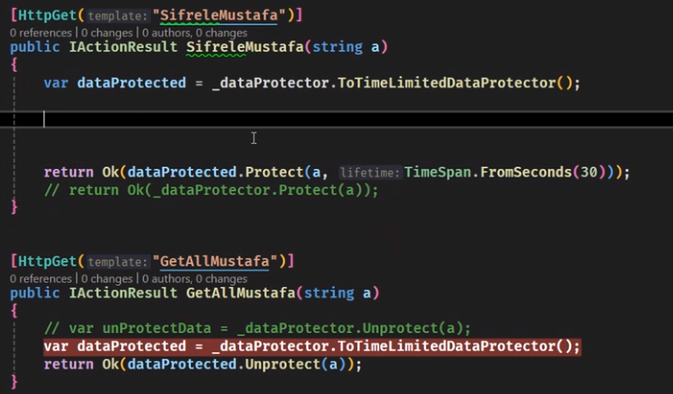 [HttpGet(template:"SifreleMustafa")]
0 references | 0 changes | 0 authors, 0 changes
public IActionResult SifreleMustafa(string a)
{
var dataProtected = _dataProtector.ToTimeLimitedDataProtector();
return Ok(dataProtected.Protect(a, lifetime:TimeSpan.FromSeconds(30)));
// return Ok(_dataProtector.Protect(a));
}
[HttpGet(template:"GetAllMustafa")]
0 references | 0 changes | 0 authors, 0 changes
public IActionResult GetAllMustafa(string a)
{
// var unProtectData = _dataProtector.Unprotect(a);
var dataProtected = _dataProtector.ToTimeLimitedDataProtector();
return Ok(dataProtected.Unprotect(a));
}